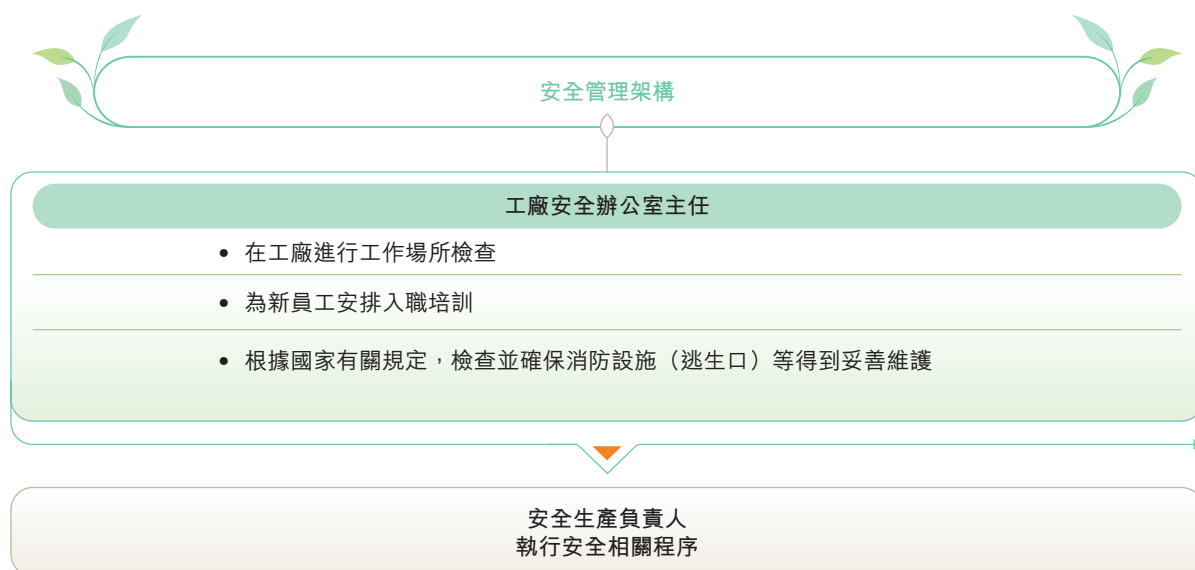 安全管理架構
工廠安全辦公室主任
• 在工廠進行工作場所檢查
• 為新員工安排入職培訓
• 根據國家有關規定，檢查並確保消防設施（逃生口）等得到妥善維護
安全生產負責人
執行安全相關程序